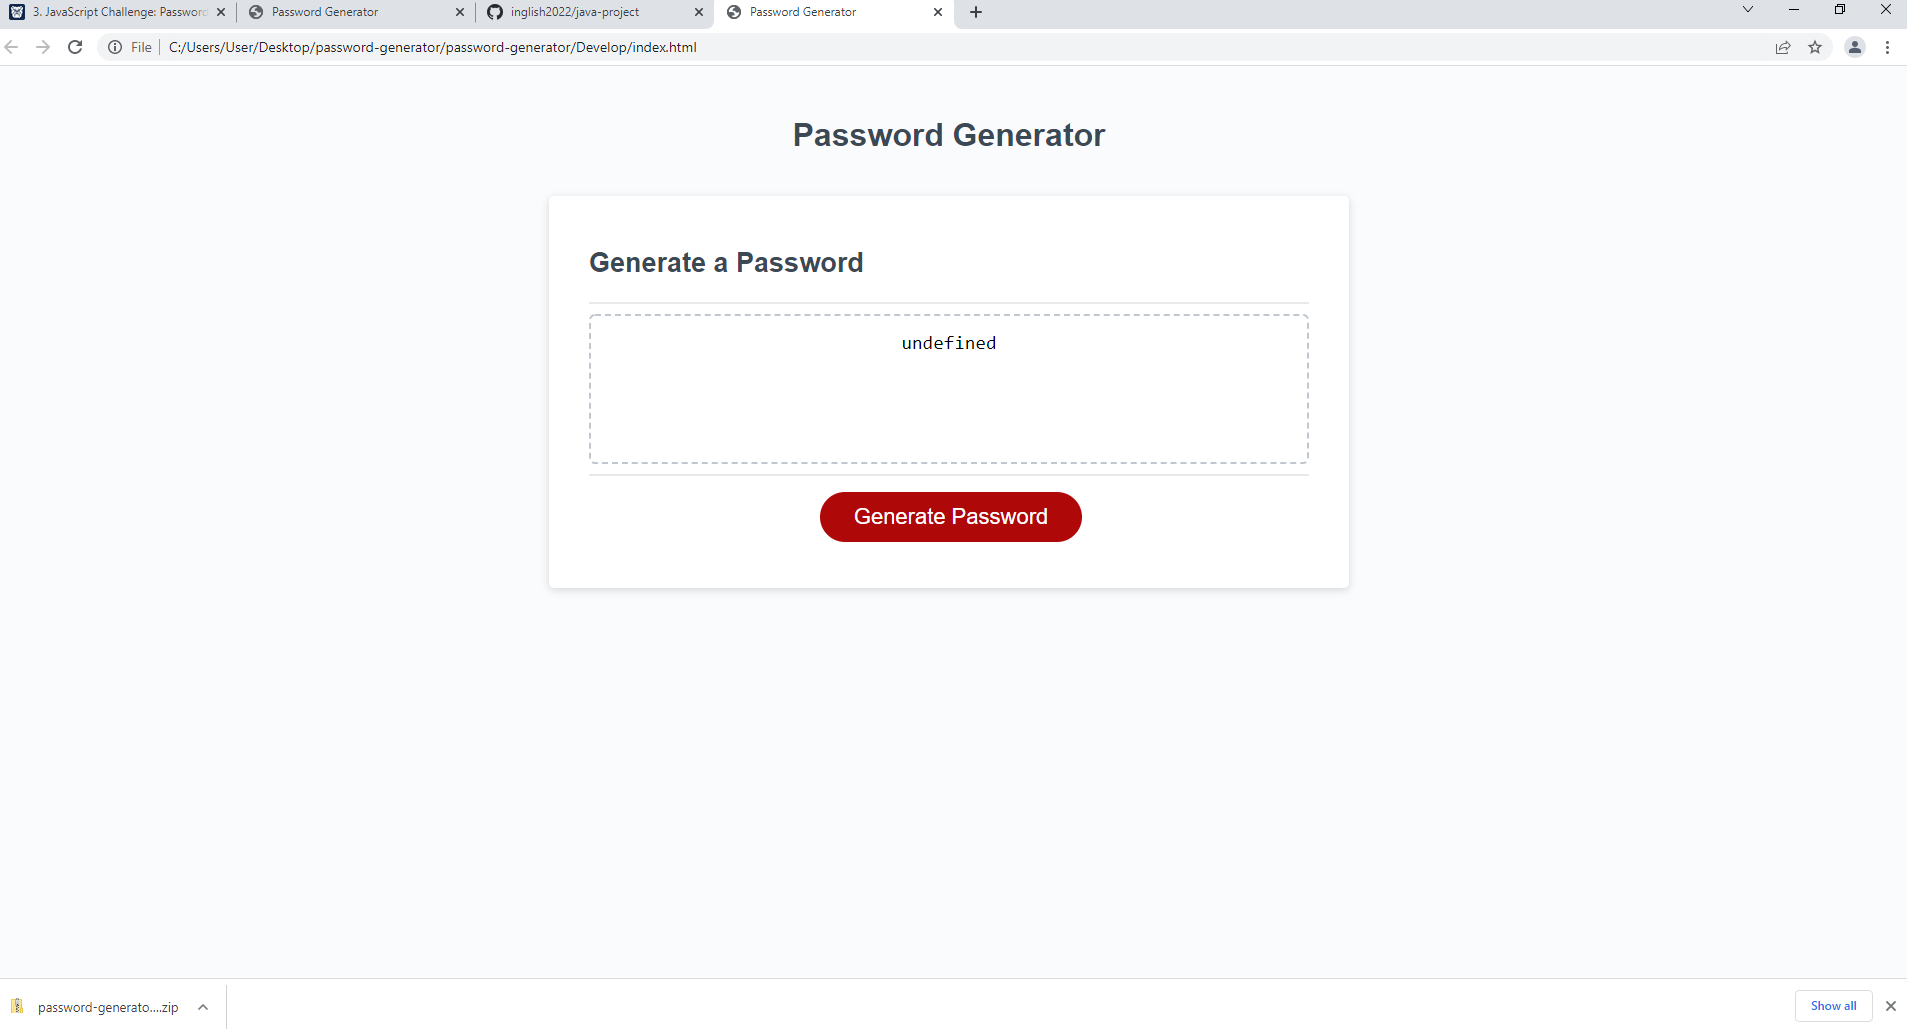 3. JavaScript Challenge: Password
Password Generator
inglish2022/java-project
Password Generator
File
C:/Users/User/Desktop/password-generator/password-generator/Develop/index.html
Password Generator
Generate a Password
undefined
Generate Password
password-generato....zip
Show all